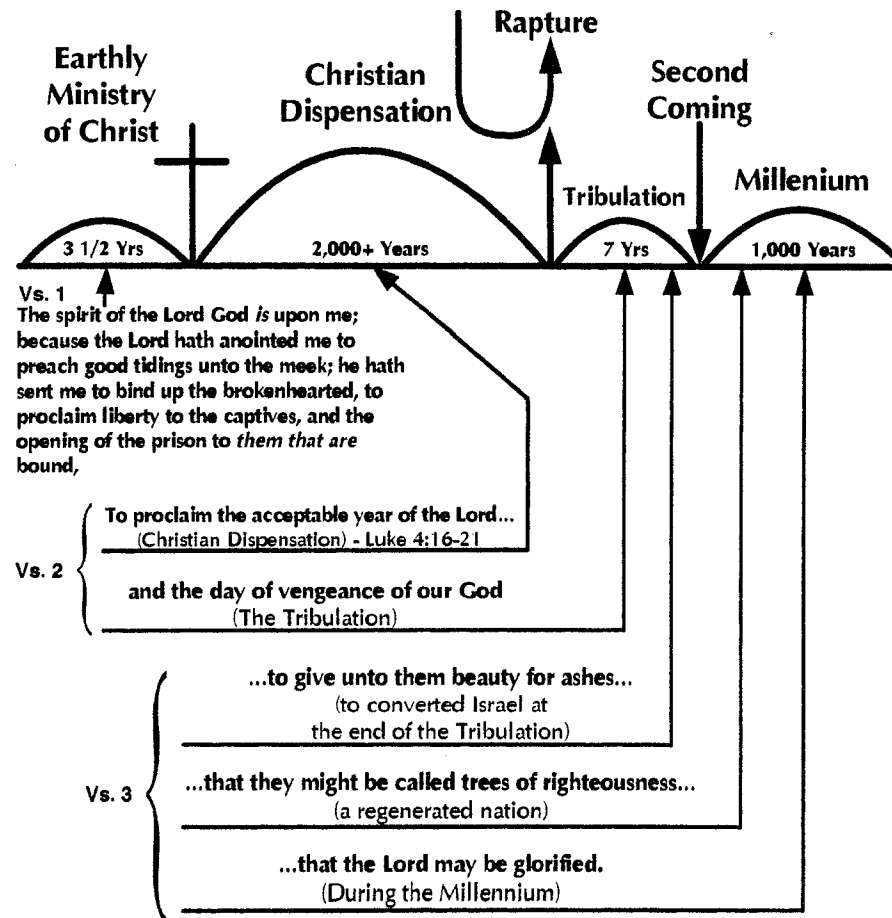 Earthly
Ministry
of Christ
Christian
Dispensation
Rapture
Second
Coming
Tribulation
Millenium
3 1/2 Yrs
2,000+ Years
7 Yrs
1,000 Years
Vs. 1
The spirit of the Lord God is upon me;
because the Lord hath anointed me to
preach good tidings unto the meek; he hath
sent me to bind up the brokenhearted, to
proclaim liberty to the captives, and the
opening of the prison to them that are
bound,
Vs. 2
To proclaim the acceptable year of the Lord...
(Christian Dispensation) - Luke 4:16-21
and the day of vengeance of our God
(The Tribulation)
Vs. 3
...to give unto them beauty for ashes...
(to converted Israel at
the end of the Tribulation)
...that they might be called trees of righteousness...
(a regenerated nation)
...that the Lord may be glorified.
(During the Millennium)